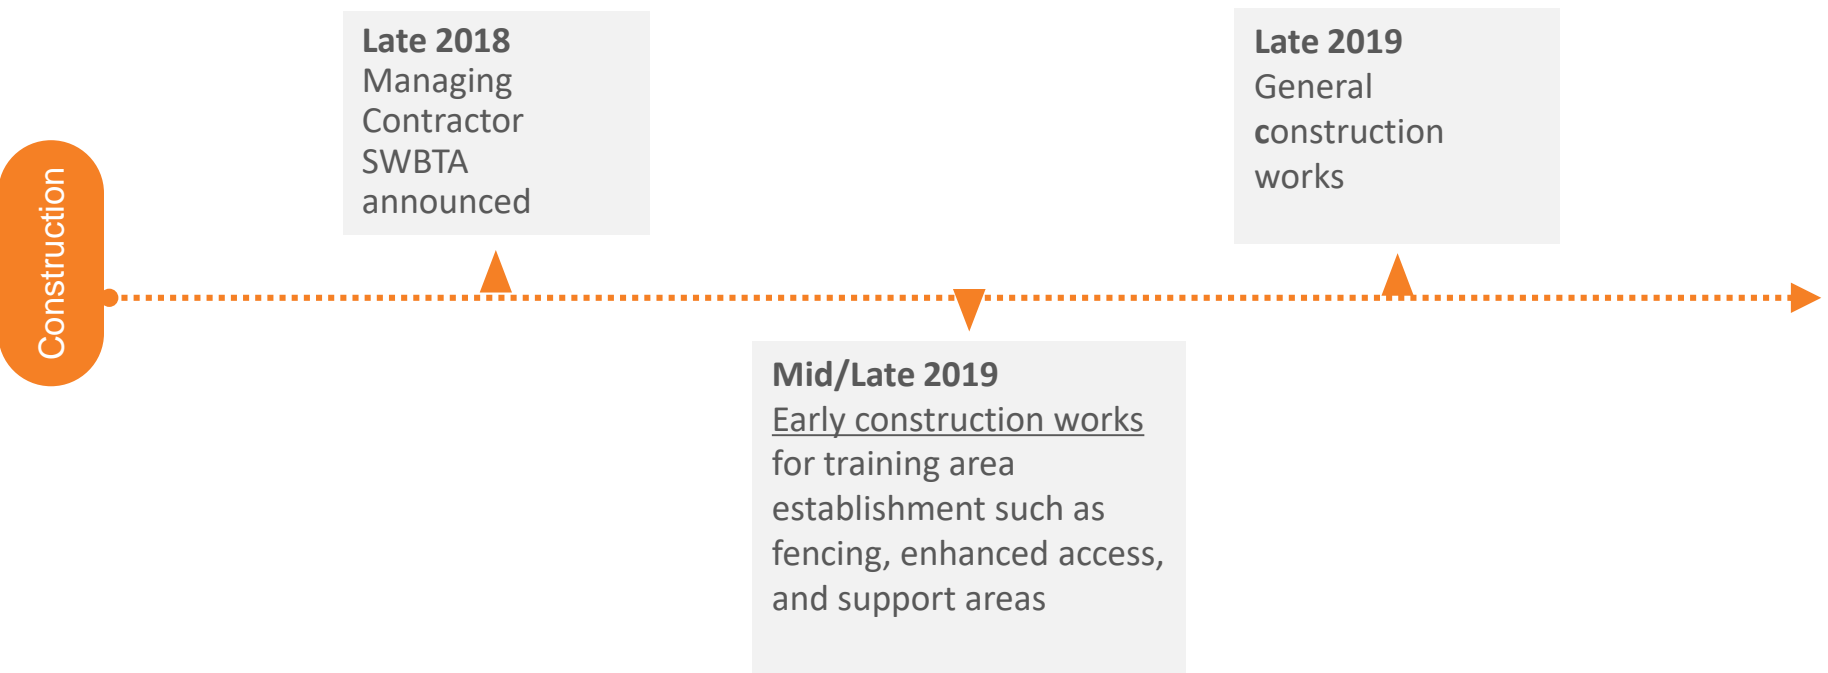 Construction
Late 2018
Managing
Contractor
SWBTA
announced
Mid/Late 2019
Early construction works
for training area
establishment such as
fencing, enhanced access,
and support areas
Late 2019
General
construction
works